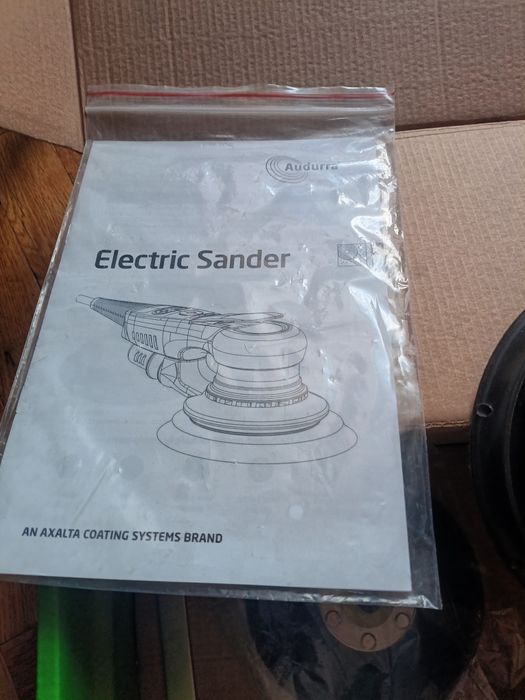 Audurra
Electric Sander
AN AXALTA COATING SYSTEMS BRAND